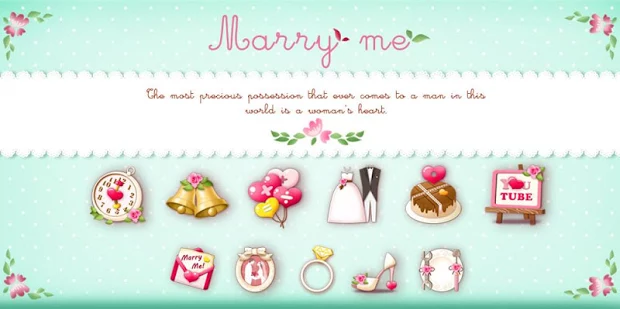 Marry me
The most precious possession that ever comes to a man in this
world is a woman's heart.
YOU
TUBE
Marry
Me!